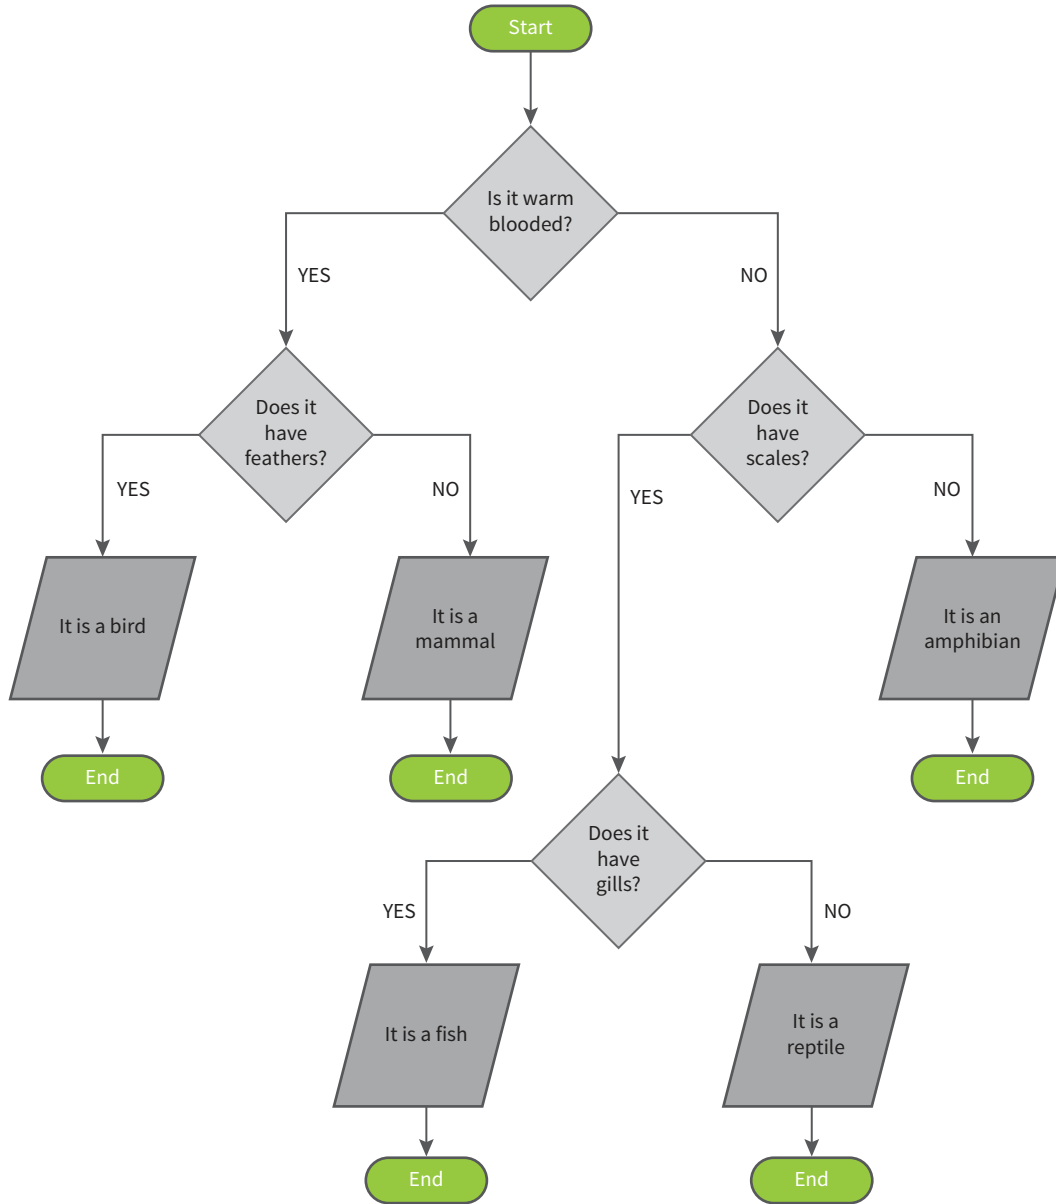 Start
Is it warm
blooded?
YES
NO
Does it
have
feathers?
Does it
have
scales?
YES
NO
YES
NO
It is a bird
It is a
mammal
It is an
amphibian
End
End
End
Does it
have
gills?
YES
NO
It is a fish
It is a
reptile
End
End